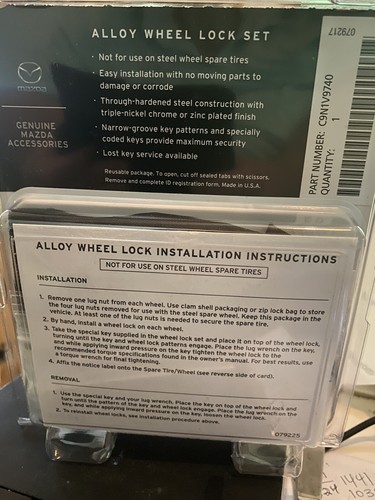 ALLOY WHEEL LOCK SET
079217
mazda
GENUINE
MAZDA
ACCESSORIES
· Not for use on steel wheel spare tires
· Easy installation with no moving parts to
damage or corrode
· Through-hardened steel construction with
triple-nickel chrome or zinc plated finish
· Narrow-groove key patterns and specially
coded keys provide maximum security
· Lost key service available
Reusable package. To open, cut off sealed tabs with scissors.
Remove and complete ID registration form. Made in U.S.A.
PART NUMBER: C9N1V9740
QUANTITY: 1
ALLOY WHEEL LOCK INSTALLATION INSTRUCTIONS
NOT FOR USE ON STEEL WHEEL SPARE TIRES
INSTALLATION
1. Remove one lug nut from each wheel. Use clam shell packaging or zip lock bag to store
the four lug nuts removed for use with the steel spare wheel. Keep this package in the
vehicle. At least one of the lug nuts is needed to secure the spare tire.
2. By hand, install a wheel lock on each wheel.
3. Take the special key supplied in the wheel lock set and place it on top of the wheel lock,
turning until the key and wheel lock patterns engage. Place the lug wrench on the key,
and while applying inward pressure on the key tighten the wheel lock to the
recommended torque specifications found in the owner's manual. For best results, use
a torque wrench for final tightening.
4. Affix the notice label onto the Spare Tire/Wheel (see reverse side of card).
REMOVAL
1. Use the special key and your lug wrench. Place the key on top of the wheel lock and
turn until the pattern of the key and wheel lock engage. Place lug wrench on the
key, and while applying inward pressure on the key, loosen the wheel lock.
2. To reinstall wheel locks, see installation procedure above.
079225